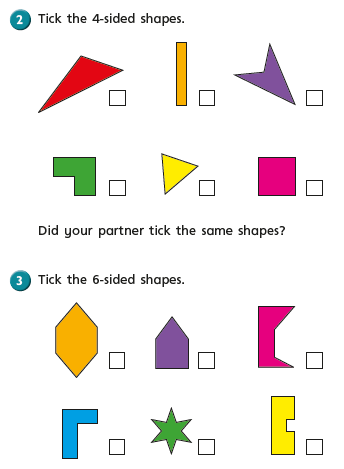 2 Tick the 4-sided shapes.
Did your partner tick the same shapes?
3 Tick the 6-sided shapes.